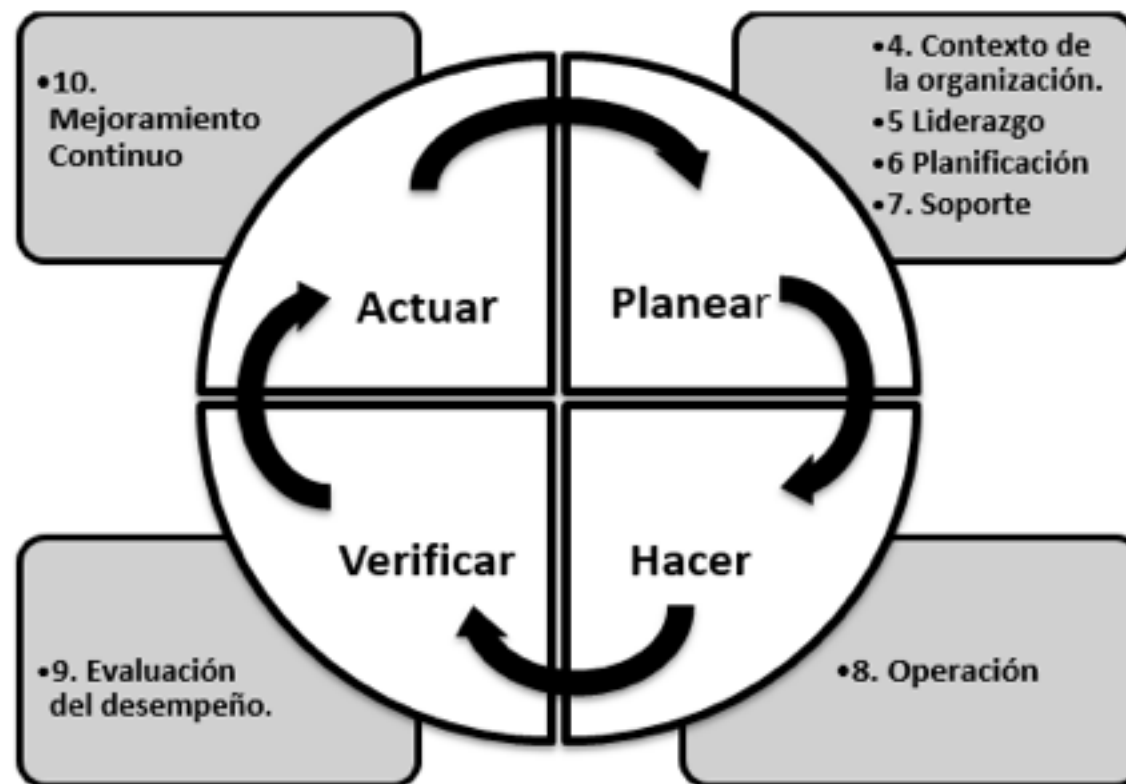 •10.
Mejoramiento
Continuo
•4. Contexto de
la organización.
•5 Liderazgo
•6 Planificación
•7. Soporte
Actuar
Planear
Verificar
Hacer
•9. Evaluación
del desempeño.
•8. Operación